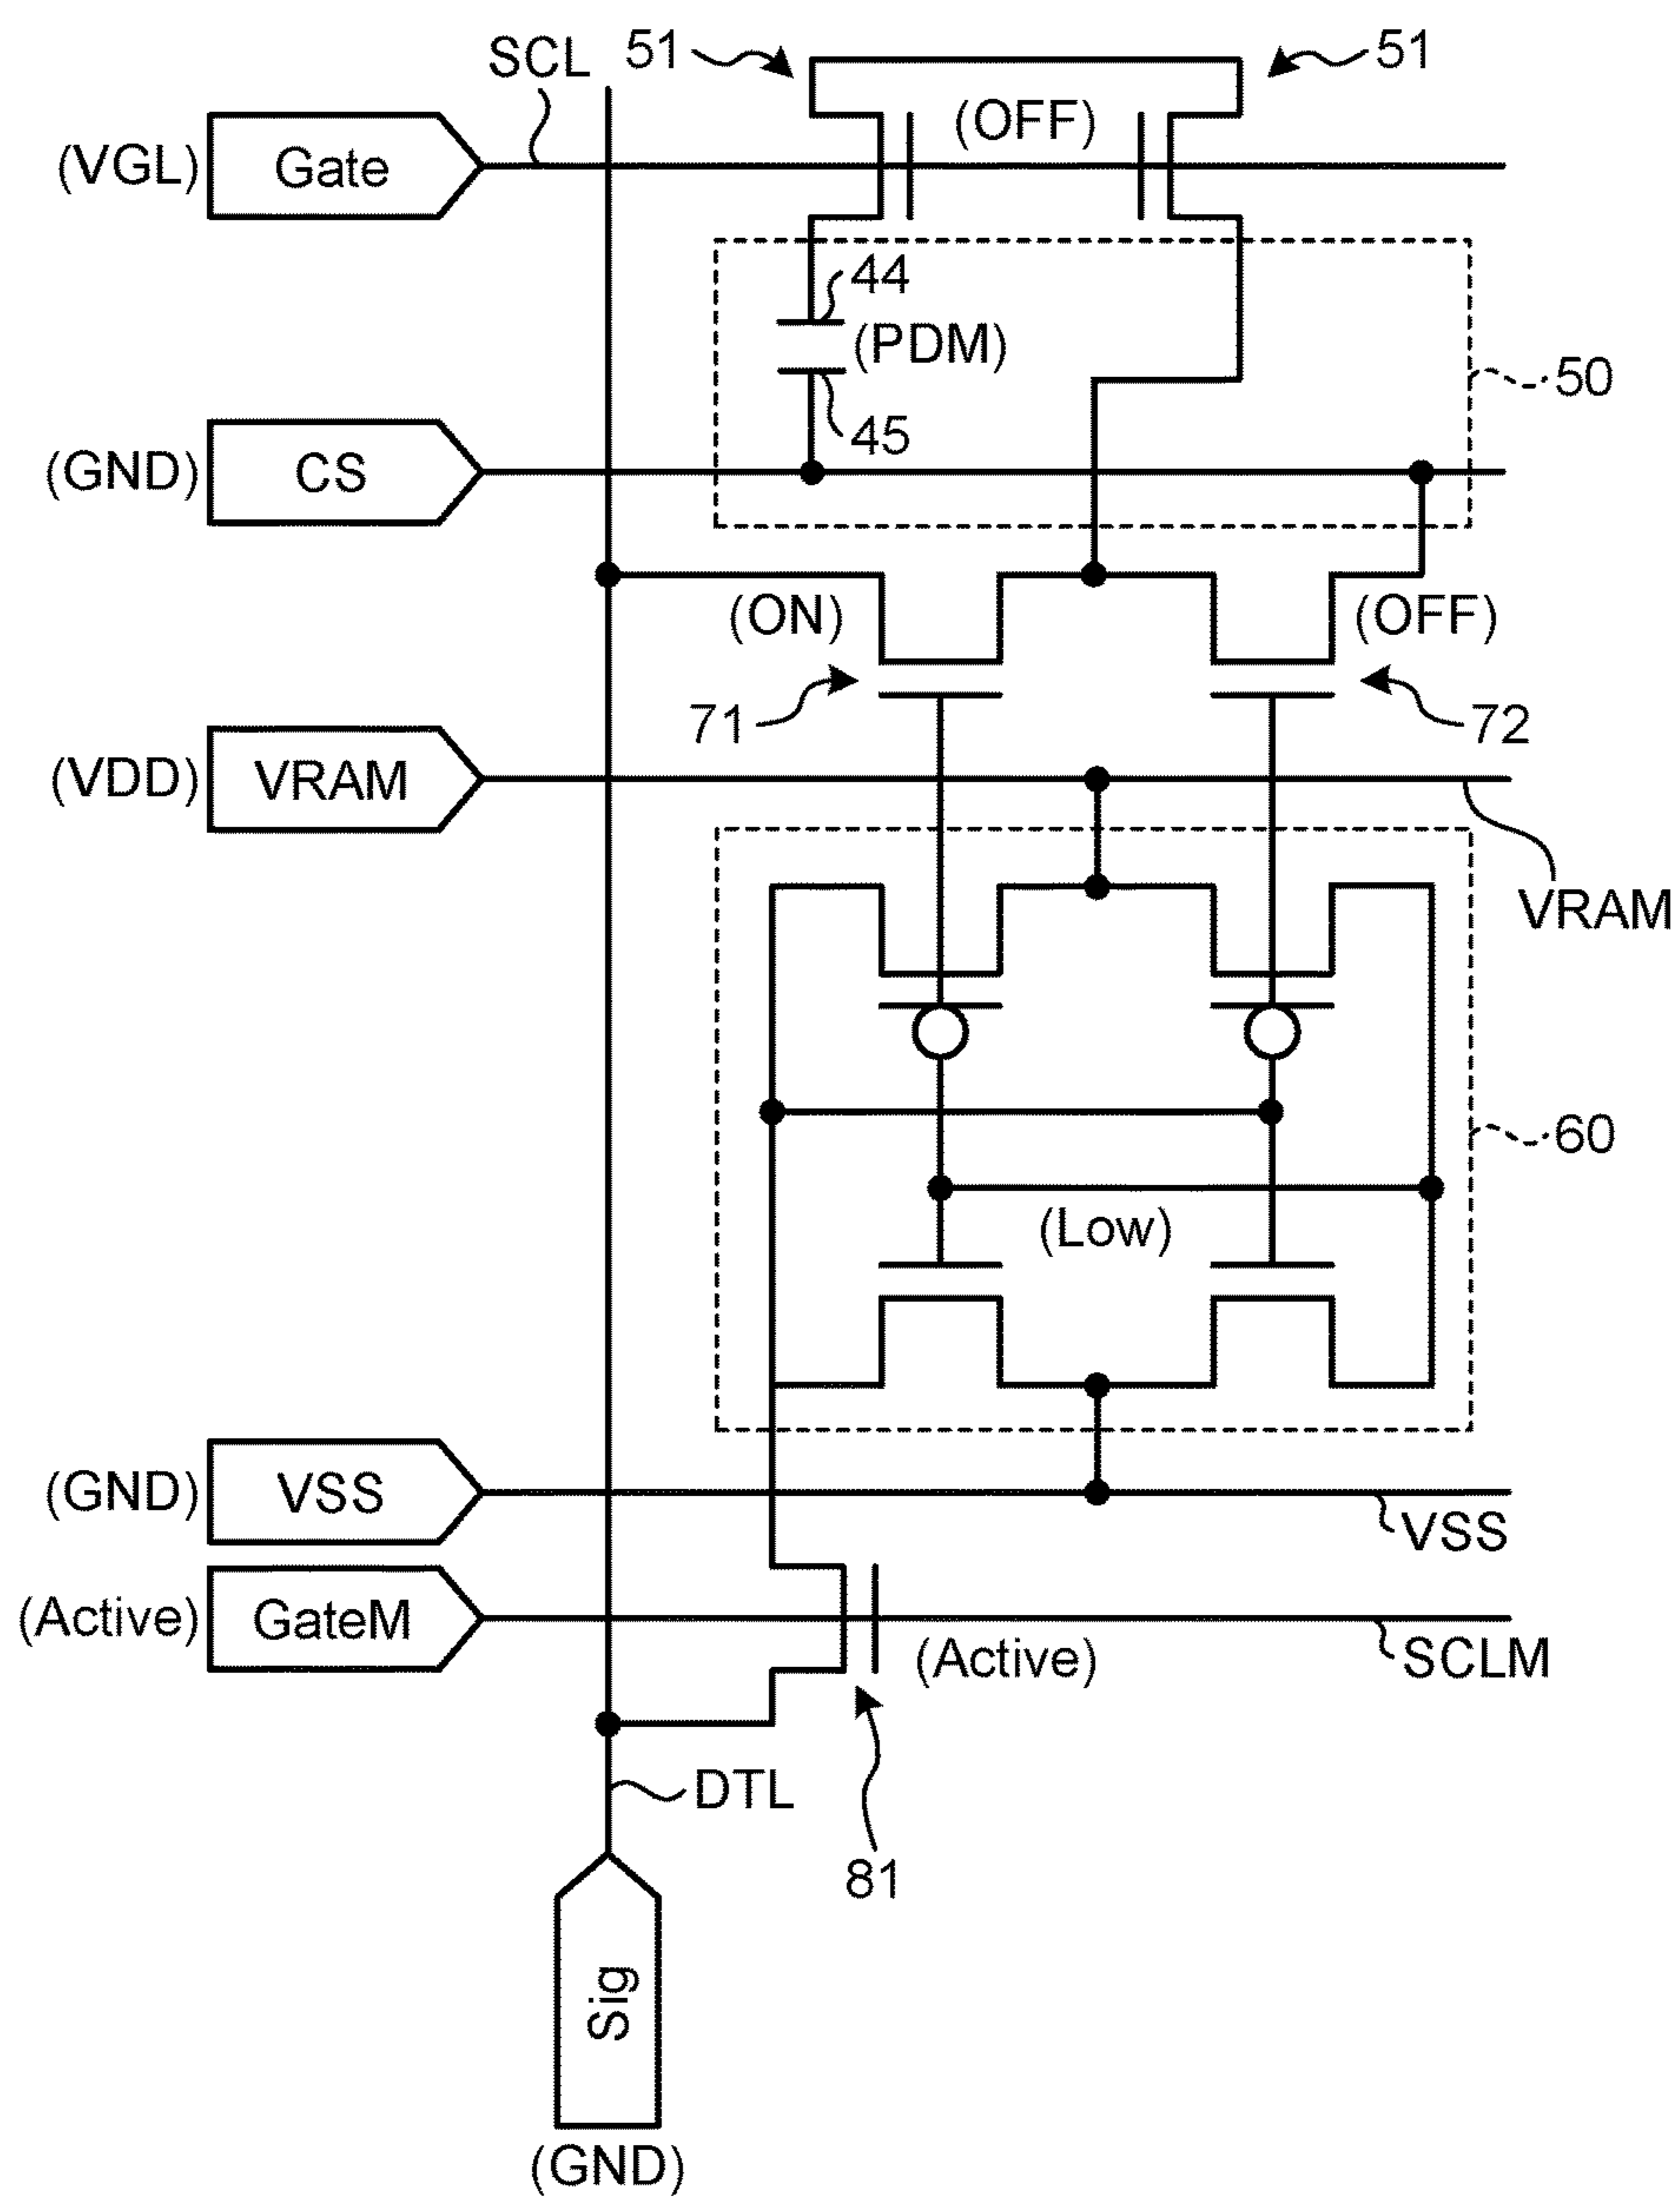 SCL
51
51
(VGL) Gate
(OFF)
44
(PDM)
50
45
(GND) CS
(ON)
(OFF)
71
72
(VDD) VRAM
VRAM
60
(Low)
(GND) VSS
VSS
(Active) GateM
(Active)
SCLM
DTL
81
Sig
(GND)